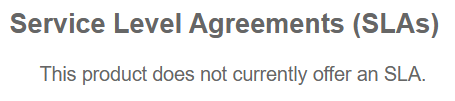 Service Level Agreements (SLAs)
This product does not currently offer an SLA.